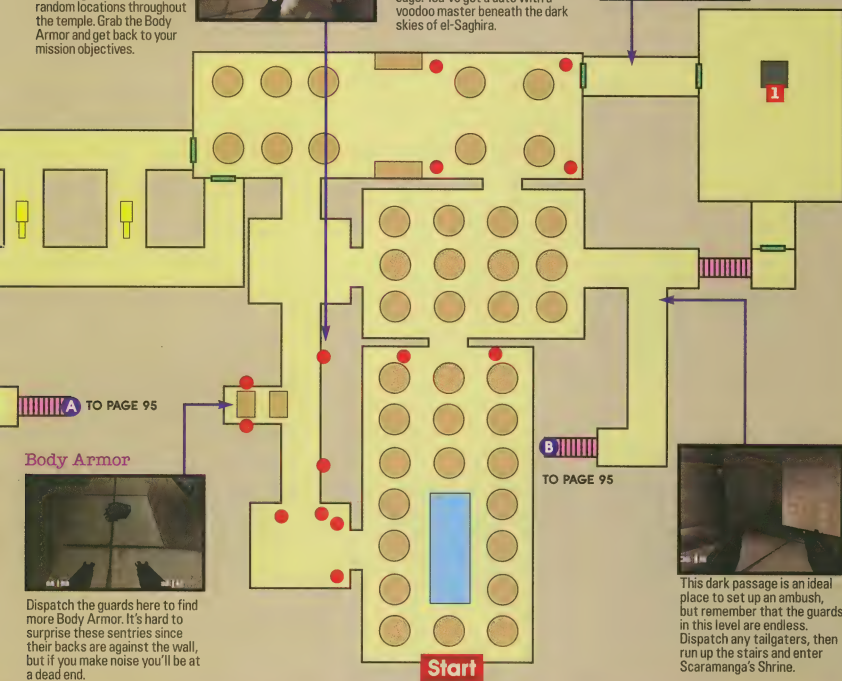 random locations throughout
the temple. Grab the Body
Armor and get back to your
mission objectives.
voodoo master beneath the dark
skies of el-Saghira.
1
A TO PAGE 95
Body Armor
Dispatch the guards here to find
more Body Armor. It's hard to
surprise these sentries since
their backs are against the wall,
but if you make noise you'll be at
a dead end.
B
TO PAGE 95
This dark passage is an ideal
place to set up an ambush,
but remember that the guards
in this level are endless.
Dispatch any tailgaters, then
run up the stairs and enter
Scaramanga's Shrine.
Start